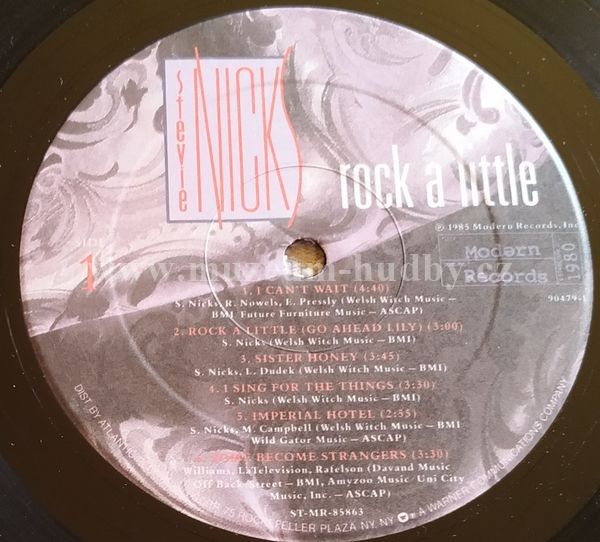 stevie NICKS
rock a little
℗ 1985 Modern Records, Inc.
SIDE
1
Modern
Records
1980
90479-1
www.muzeum-hudby.cz
1. I CAN'T WAIT (4:40)
S. Nicks, R. Nowels, E. Pressly (Welsh Witch Music –
BMI Future Furniture Music – ASCAP)
2. ROCK A LITTLE (GO AHEAD LILY) (3:00)
S. Nicks (Welsh Witch Music – BMI)
3. SISTER HONEY (3:45)
S. Nicks, L. Dudek (Welsh Witch Music – BMI)
4. I SING FOR THE THINGS (3:30)
S. Nicks (Welsh Witch Music – BMI)
5. IMPERIAL HOTEL (2:55)
S. Nicks, M. Campbell (Welsh Witch Music – BMI
Wild Gator Music – ASCAP)
BECOME STRANGERS (3:30)
Williams, LaTelevision, Rafelson (Davand Music
Off Back Street – BMI, Amyzoo Music/Uni City
Music, Inc. – ASCAP)
ST-MR-85863
DIST. BY ATLANTIC 75 ROCKEFELLER PLAZA, NY, NY A WARNER COMMUNICATIONS COMPANY